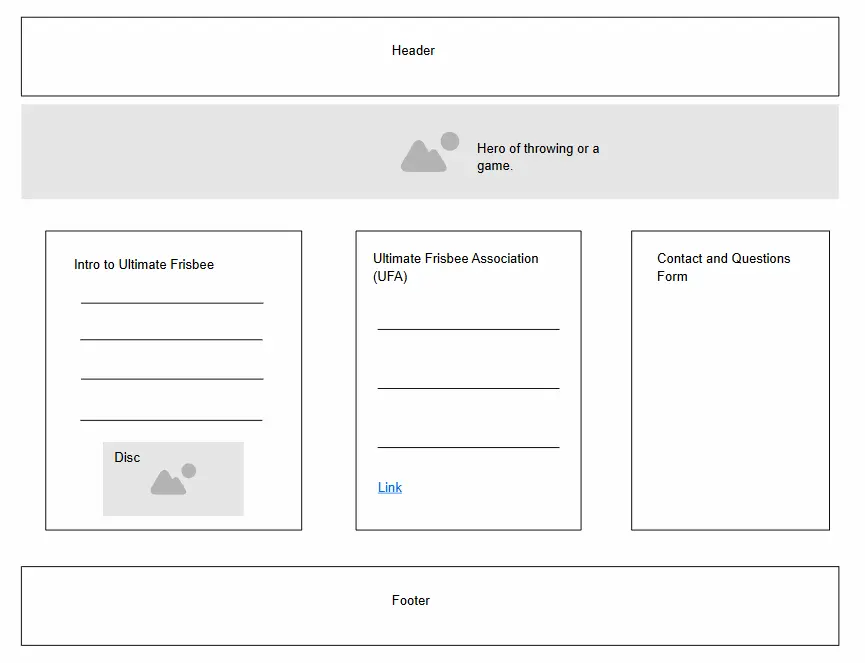 Header
Hero of throwing or a
game.
Intro to Ultimate Frisbee
Disc
Ultimate Frisbee Association
(UFA)
Link
Contact and Questions
Form
Footer